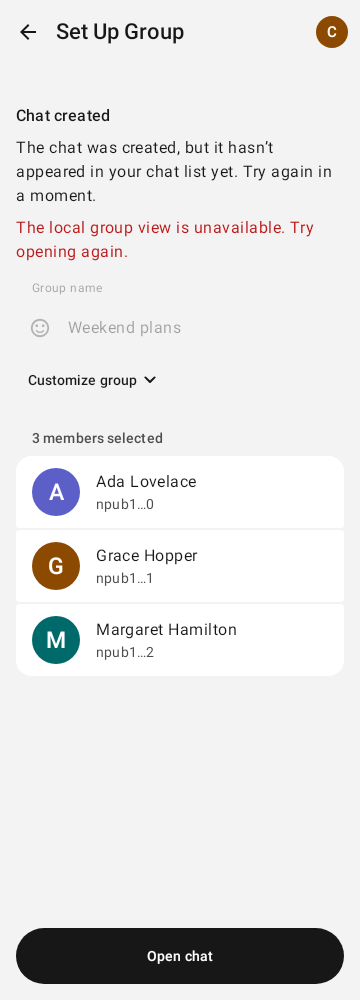 Set Up Group
C
Chat created
The chat was created, but it hasn’t
appeared in your chat list yet. Try again in
a moment.
The local group view is unavailable. Try
opening again.
Group name
Weekend plans
Customize group
3 members selected
A
Ada Lovelace
npub1…0
G
Grace Hopper
npub1…1
M
Margaret Hamilton
npub1…2
Open chat